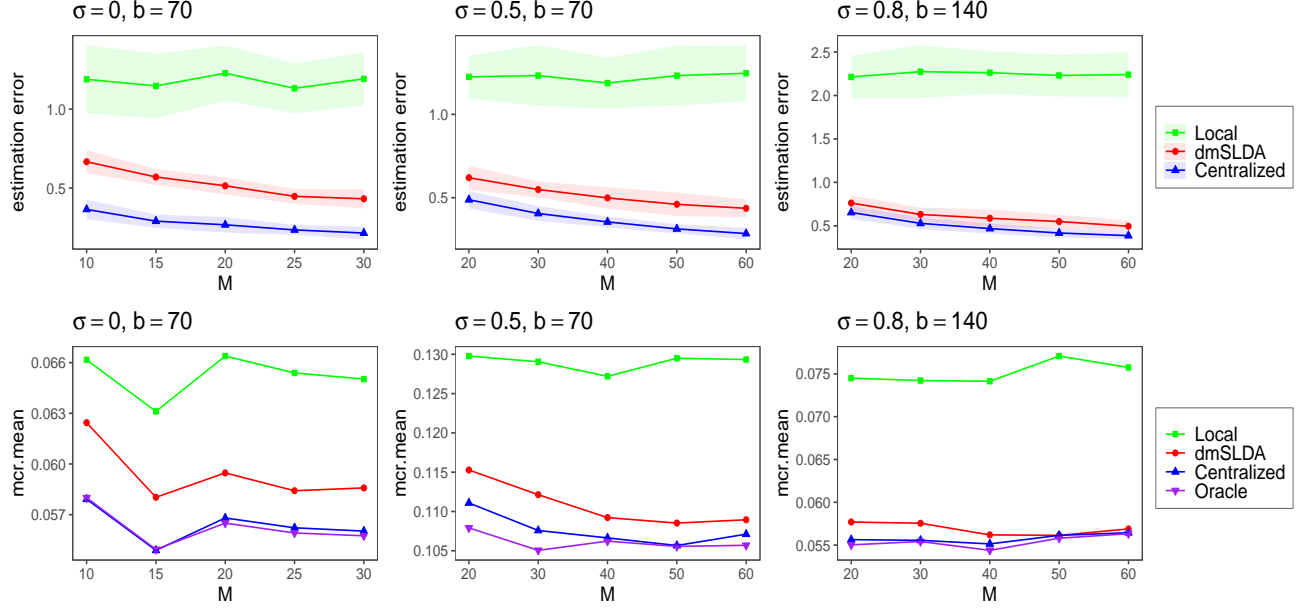 σ = 0, b = 70
σ = 0.5, b = 70
σ = 0.8, b = 140
estimation error
1.0
0.5
10 15 20 25 30
M
estimation error
1.0
0.5
20 30 40 50 60
M
estimation error
2.5
2.0
1.5
1.0
0.5
20 30 40 50 60
M
Local
dmSLDA
Centralized
σ = 0, b = 70
σ = 0.5, b = 70
σ = 0.8, b = 140
mcr.mean
0.066
0.063
0.060
0.057
10 15 20 25 30
M
mcr.mean
0.130
0.125
0.120
0.115
0.110
0.105
20 30 40 50 60
M
mcr.mean
0.075
0.070
0.065
0.060
0.055
20 30 40 50 60
M
Local
dmSLDA
Centralized
Oracle